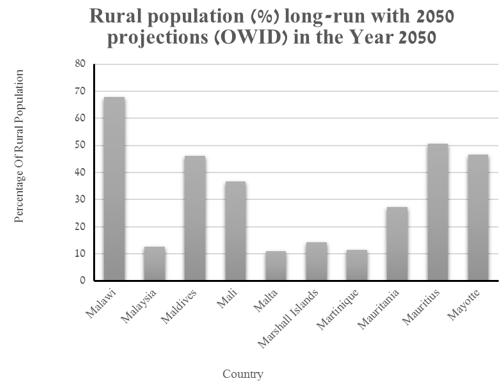 Rural population (%) long-run with 2050
projections (OWID) in the Year 2050
Percentage Of Rural Population
80
70
60
50
40
30
20
10
0
Malawi
Malaysia
Maldives
Mali
Malta
Marshall Islands
Martinique
Mauritania
Mauritius
Mayotte
Country